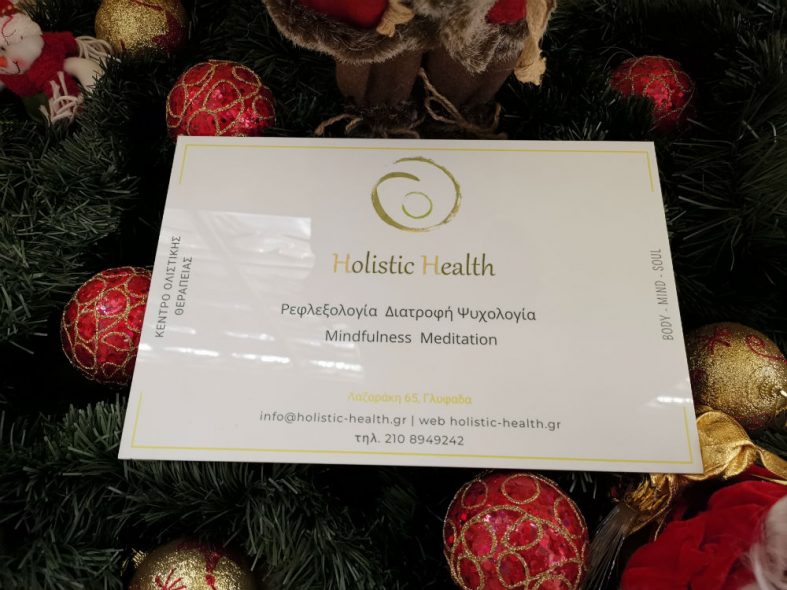 Holistic Health
ΚΕΝΤΡΟ ΟΛΙΣΤΙΚΗΣ
ΘΕΡΑΠΕΙΑΣ
Ρεφλεξολογία Διατροφή Ψυχολογία
Mindfulness Meditation
BODY - MIND - SOUL
Λαζαράκη 65, Γλυφαδα
info@holistic-health.gr | web holistic-health.gr
τηλ. 210 8949242